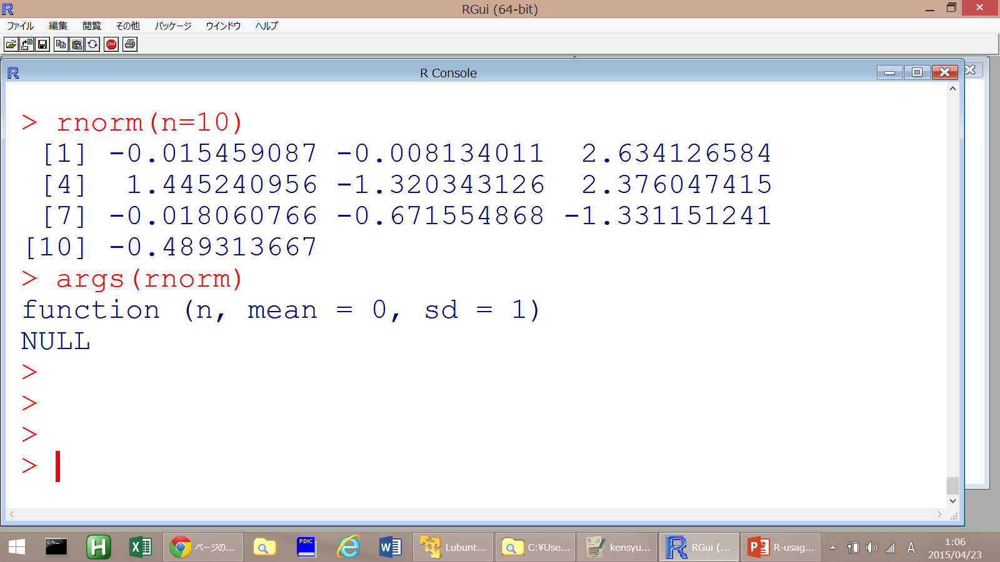 RGui (64-bit)
ファイル 編集 閲覧 その他 パッケージ ウインドウ ヘルプ
STOP
R Console
> rnorm(n=10)
[1] -0.015459087 -0.008134011 2.634126584
[4] 1.445240956 -1.320343126 2.376047415
[7] -0.018060766 -0.671554868 -1.331151241
[10] -0.489313667
> args(rnorm)
function (n, mean = 0, sd = 1)
NULL
>
>
>
>
PDIC
ページの... Lubunt... C:¥Use... kensyu... RGui (... R-usag... A
1:06
2015/04/23